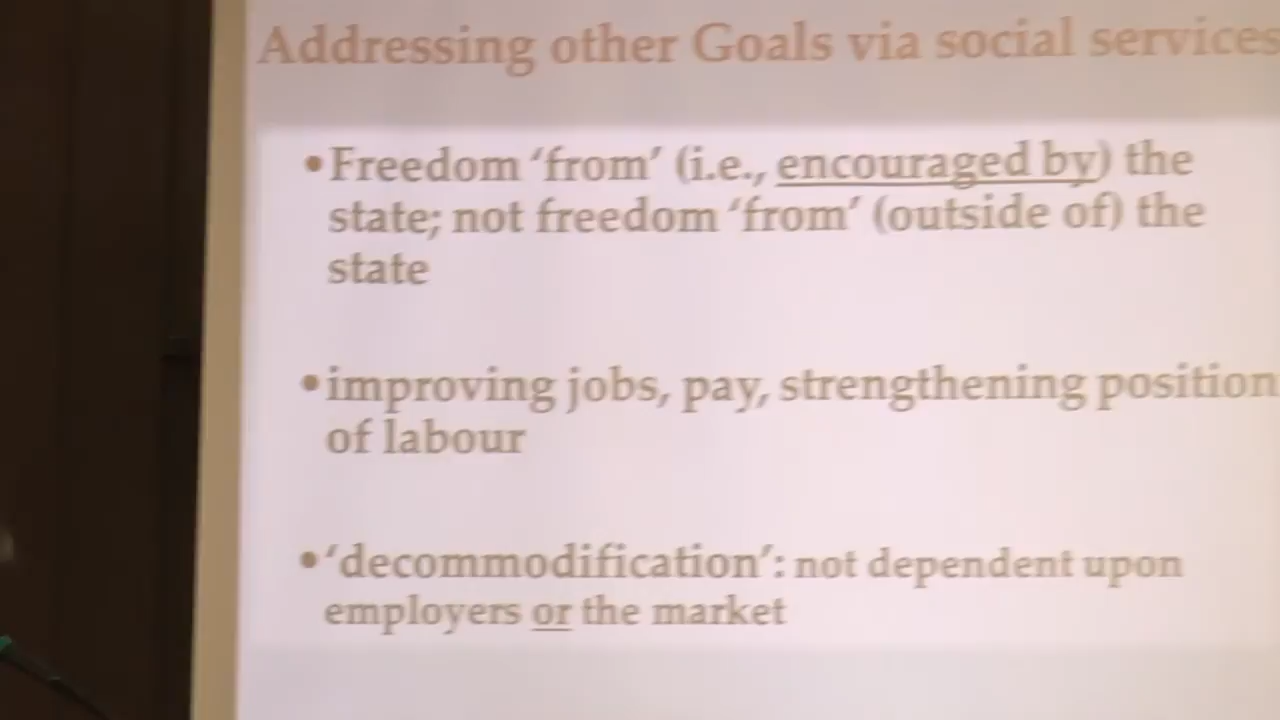 Addressing other Goals via social services
•Freedom ‘from’ (i.e., encouraged by) the
state; not freedom ‘from’ (outside of) the
state
•improving jobs, pay, strengthening position
of labour
•‘decommodification’: not dependent upon
employers or the market